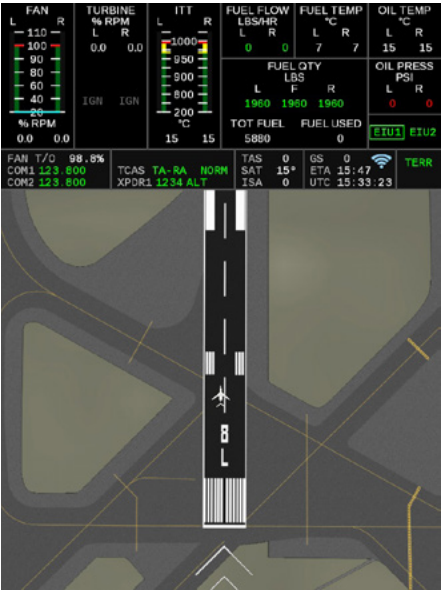 FAN TURBINE ITT FUEL FLOW FUEL TEMP OIL TEMP
L R % RPM L R LBS/HR °C °C
L R L R L R L R
110 0.0 0.0 1000 0 0 7 7 15 15
100
80 950 FUEL QTY OIL PRESS
LBS PSI
60 IGN IGN 900 L F R L R
40 800 1960 1960 1960 0 0
20 200
% RPM °C TOT FUEL FUEL USED EIU1 EIU2
0.0 0.0 15 15 5880 0
FAN T/O 98.8% TAS 0 GS 0 TERR
COM1 123.800 TCAS TA-RA NORM SAT 15° ETA 15:47
COM2 123.800 XPDR1 1234 ALT ISA 0 UTC 15:33:23
8
L